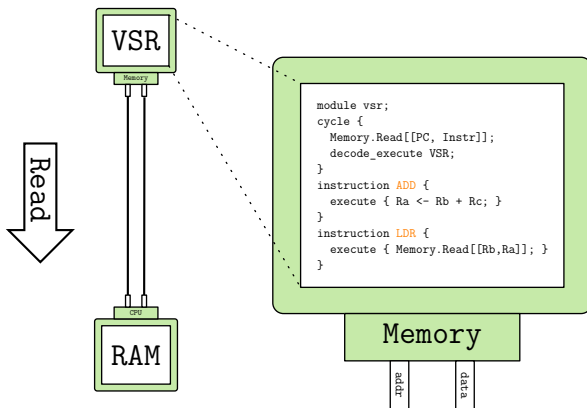 VSR
Memory
Read
CPU
RAM
module vsr;
cycle {
Memory.Read[[PC, Instr]];
decode_execute VSR;
}
instruction ADD {
execute { Ra <- Rb + Rc; }
}
instruction LDR {
execute { Memory.Read[[Rb,Ra]]; }
}
Memory
addr
data